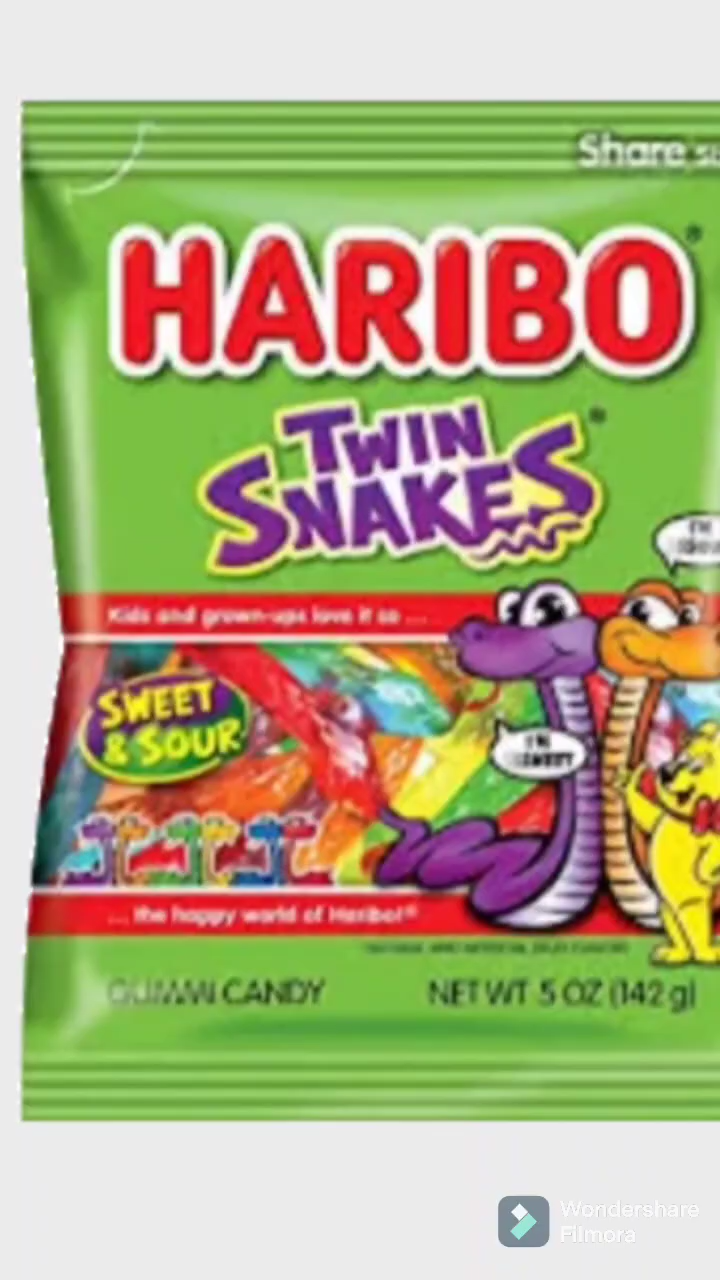 Share
HARIBO®
TWIN
SNAKES®
Kids and grown-ups love it so ...
I'M
SWEET
& SOUR
I'M
SWEET
... the happy world of Haribo!®
GUMMI CANDY
NET WT 5 OZ (142 g)
Wondershare
Filmora